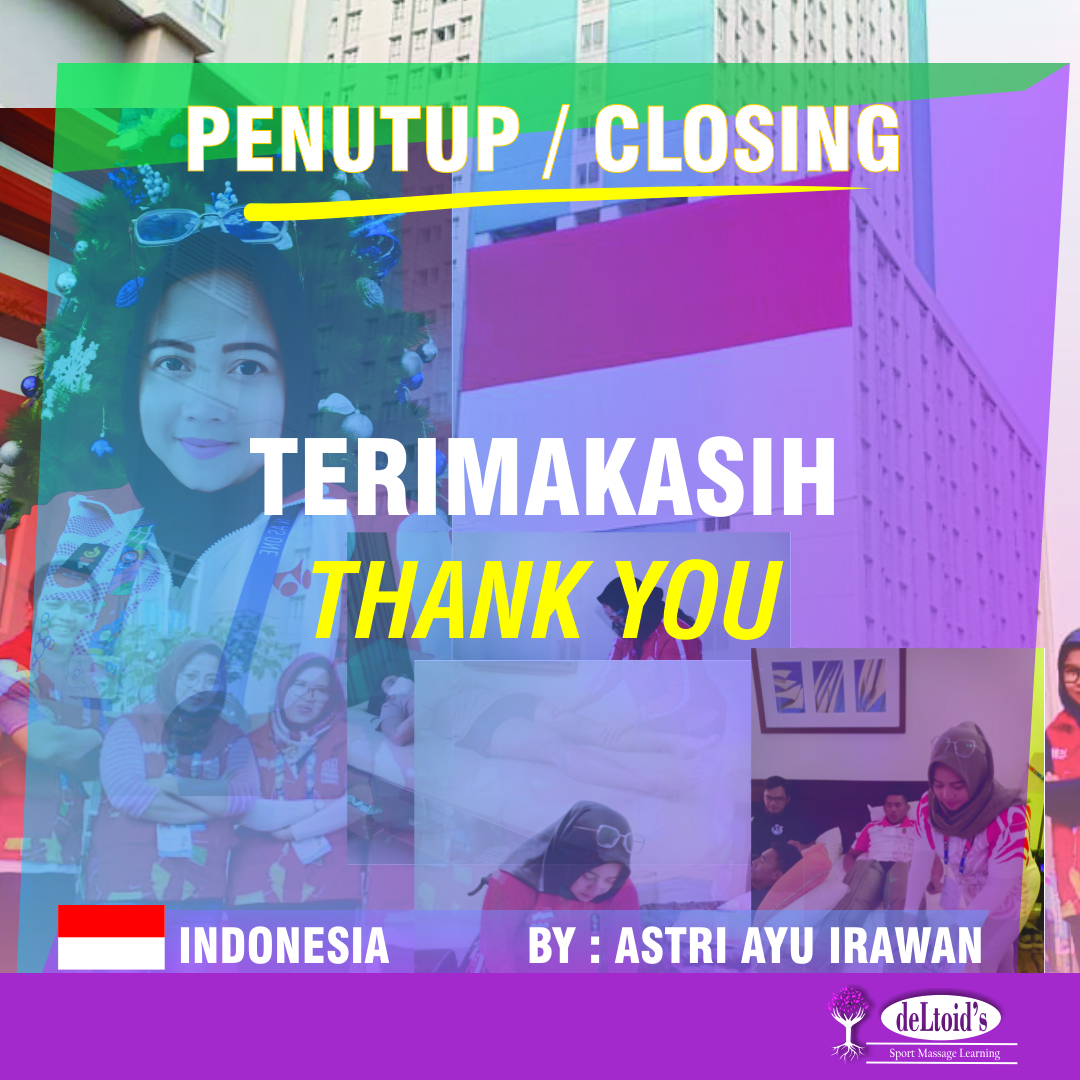 PENUTUP / CLOSING
TERIMAKASIH
THANK YOU
INDONESIA
BY : ASTRI AYU IRAWAN
deLtoid's
Sport Massage Learning